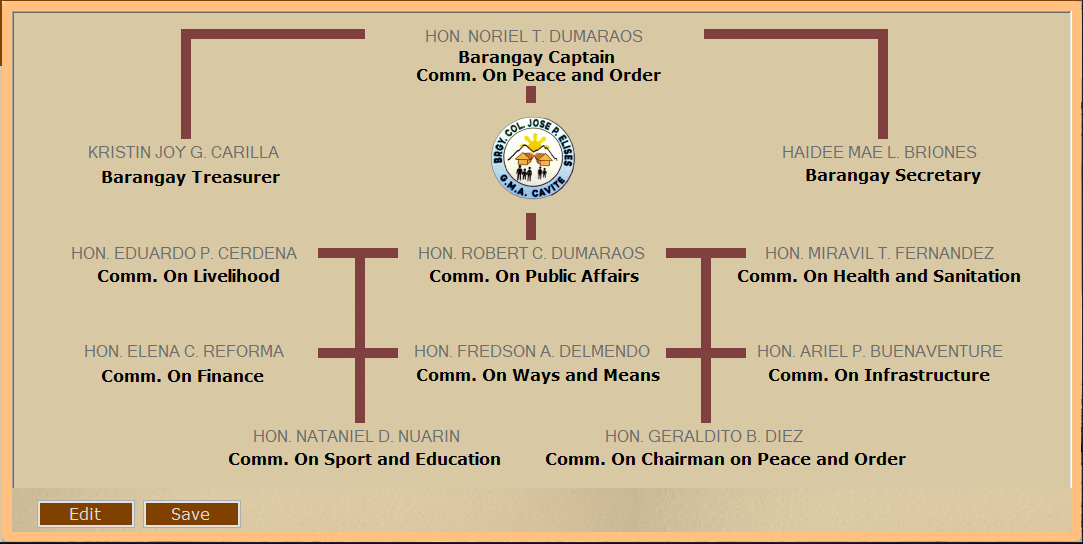 HON. NORIEL T. DUMARAOS
Barangay Captain
Comm. On Peace and Order
BRGY. COL. JOSE P. ELISES
G.M.A. CAVITE
KRISTIN JOY G. CARILLA
Barangay Treasurer
HAIDEE MAE L. BRIONES
Barangay Secretary
HON. EDUARDO P. CERDENA
Comm. On Livelihood
HON. ROBERT C. DUMARAOS
Comm. On Public Affairs
HON. MIRAVIL T. FERNANDEZ
Comm. On Health and Sanitation
HON. ELENA C. REFORMA
Comm. On Finance
HON. FREDSON A. DELMENDO
Comm. On Ways and Means
HON. ARIEL P. BUENAVENTURE
Comm. On Infrastructure
HON. NATANIEL D. NUARIN
Comm. On Sport and Education
HON. GERALDITO B. DIEZ
Comm. On Chairman on Peace and Order
Edit
Save